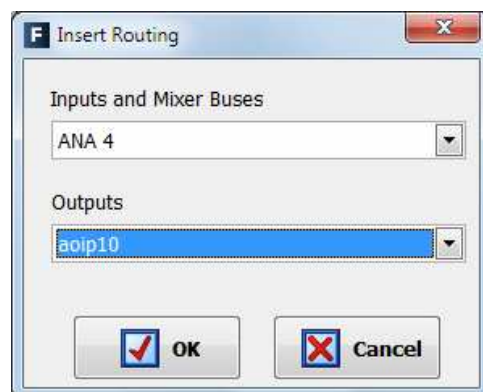 F Insert Routing
Inputs and Mixer Buses
ANA 4
Outputs
aoip10
OK Cancel